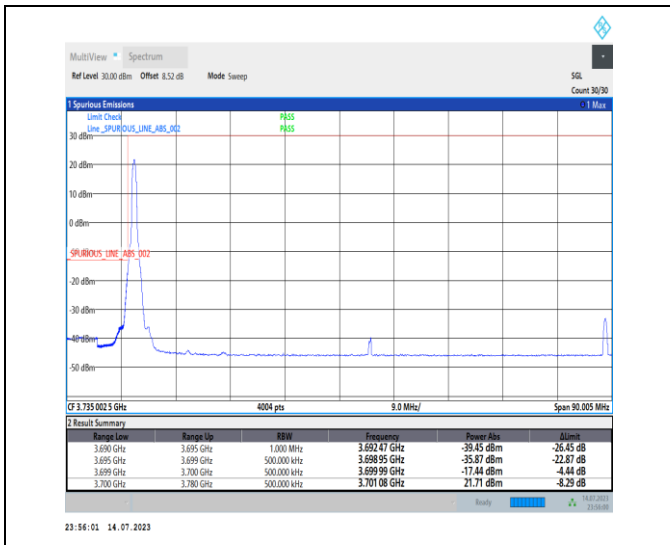 MultiView Spectrum
Ref Level 30.00 dBm Offset 8.52 dB Mode Sweep SGL
Count 30/30
1 Spurious Emissions 1 Max
Limit Check PASS
Line _SPURIOUS_LINE_ABS_002 PASS
30 dBm
20 dBm
10 dBm
0 dBm
-10 dBm
_SPURIOUS_LINE_ABS_002
-20 dBm
-30 dBm
-40 dBm
-50 dBm
CF 3.735 002 5 GHz 4004 pts 9.0 MHz/ Span 90.005 MHz
2 Result Summary
Range Low Range Up RBW Frequency Power Abs ΔLimit
3.690 GHz 3.695 GHz 1.000 MHz 3.692 47 GHz -39.45 dBm -26.45 dB
3.695 GHz 3.699 GHz 500.000 kHz 3.698 95 GHz -35.87 dBm -22.87 dB
3.699 GHz 3.700 GHz 500.000 kHz 3.699 99 GHz -17.44 dBm -4.44 dB
3.700 GHz 3.780 GHz 500.000 kHz 3.701 08 GHz 21.71 dBm -8.29 dB
Ready 14.07.2023
23:56:00
23:56:01 14.07.2023